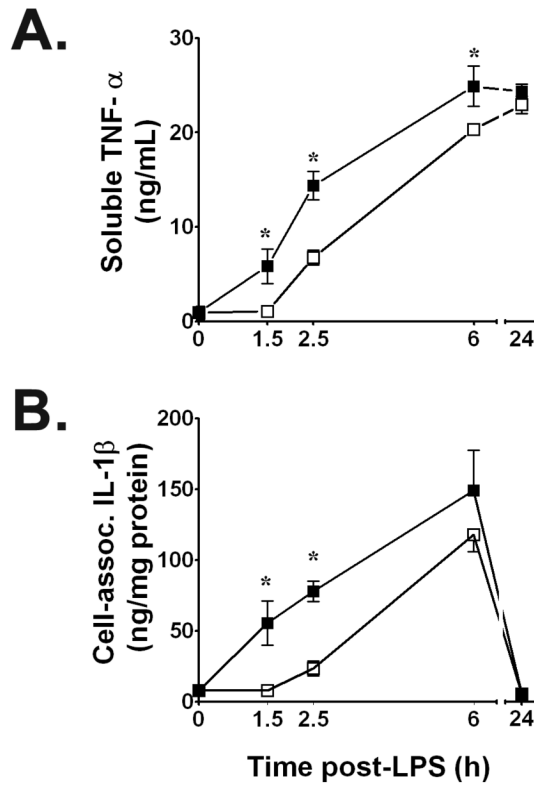 A.
Soluble TNF- α
(ng/mL)
30
20
10
0
*
*
*
0 1.5 2.5 6 24
B.
Cell-assoc. IL-1β
(ng/mg protein)
200
150
100
50
0
*
*
0 1.5 2.5 6 24
Time post-LPS (h)